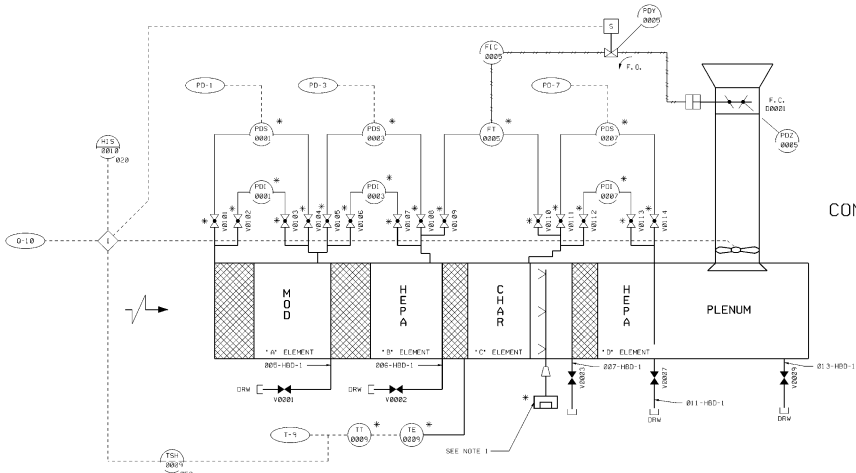 PDY
0005
S
FIC
0005
F.O.
PD-1
PD-3
PD-7
F.C.
D0021
PDS
0001
*
PDS
0003
*
FT
0005
*
PDS
0007
*
PDZ
0005
HIS
0010
020
PDI
0001
*
PDI
0003
*
PDI
0007
*
V0101
V0102
V0103
V0104
V0105
V0106
V0107
V0108
V0109
V0110
V0111
V0112
V0113
V0114
CON
Q-10
I
MOD
HEPA
CHAR
HEPA
PLENUM
"A" ELEMENT
"B" ELEMENT
"C" ELEMENT
"D" ELEMENT
005-HBD-1
006-HBD-1
007-HBD-1
013-HBD-1
DRW
V0001
DRW
V0002
V0003
V0007
V0009
011-HBD-1
DRW
DRW
T-9
TT
0009
*
TE
0009
*
*
SEE NOTE 1
TSH
0009